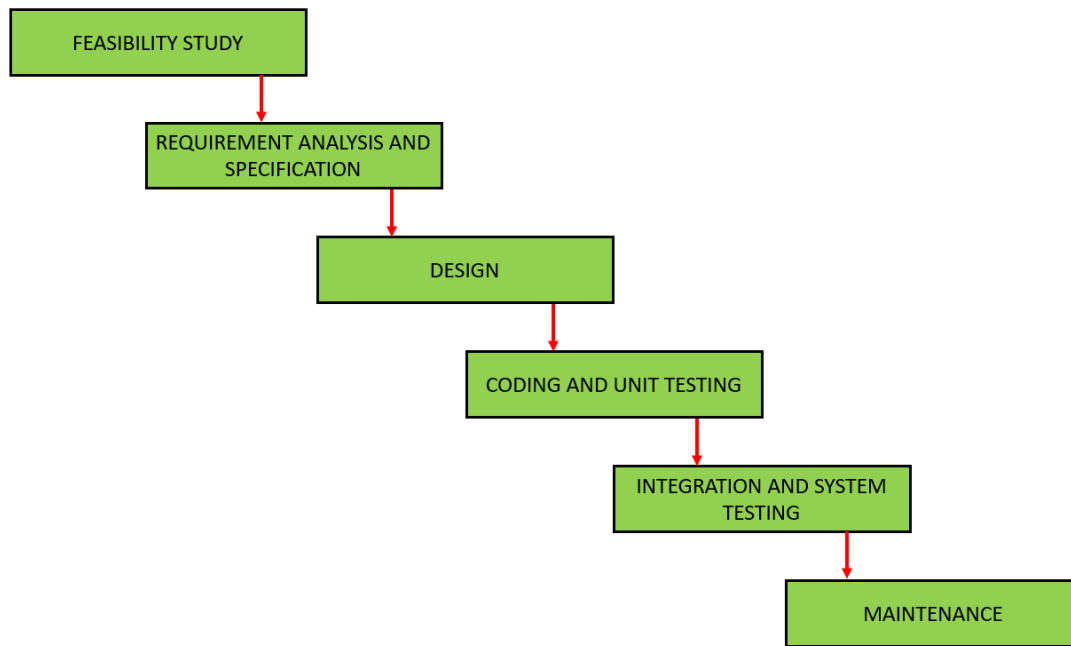 FEASIBILITY STUDY
REQUIREMENT ANALYSIS AND
SPECIFICATION
DESIGN
CODING AND UNIT TESTING
INTEGRATION AND SYSTEM
TESTING
MAINTENANCE